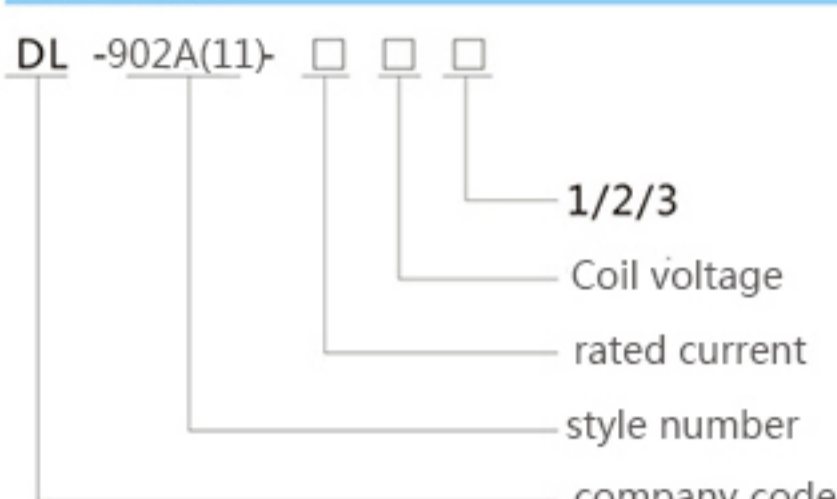 DL -902A(11)- □ □ □
1/2/3
Coil voltage
rated current
style number
company code